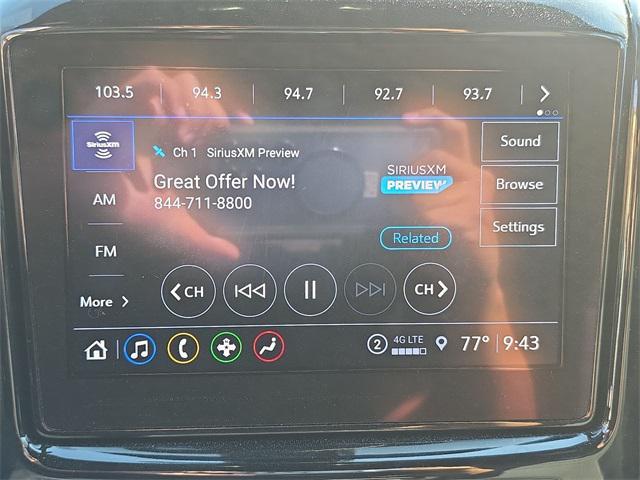 103.5 94.3 94.7 92.7 93.7
SiriusXM
Ch 1 SiriusXM Preview
Great Offer Now!
844-711-8800
SIRIUSXM
PREVIEW
Related
Sound
Browse
Settings
AM
FM
More
CH
CH
2 4G LTE 77° 9:43